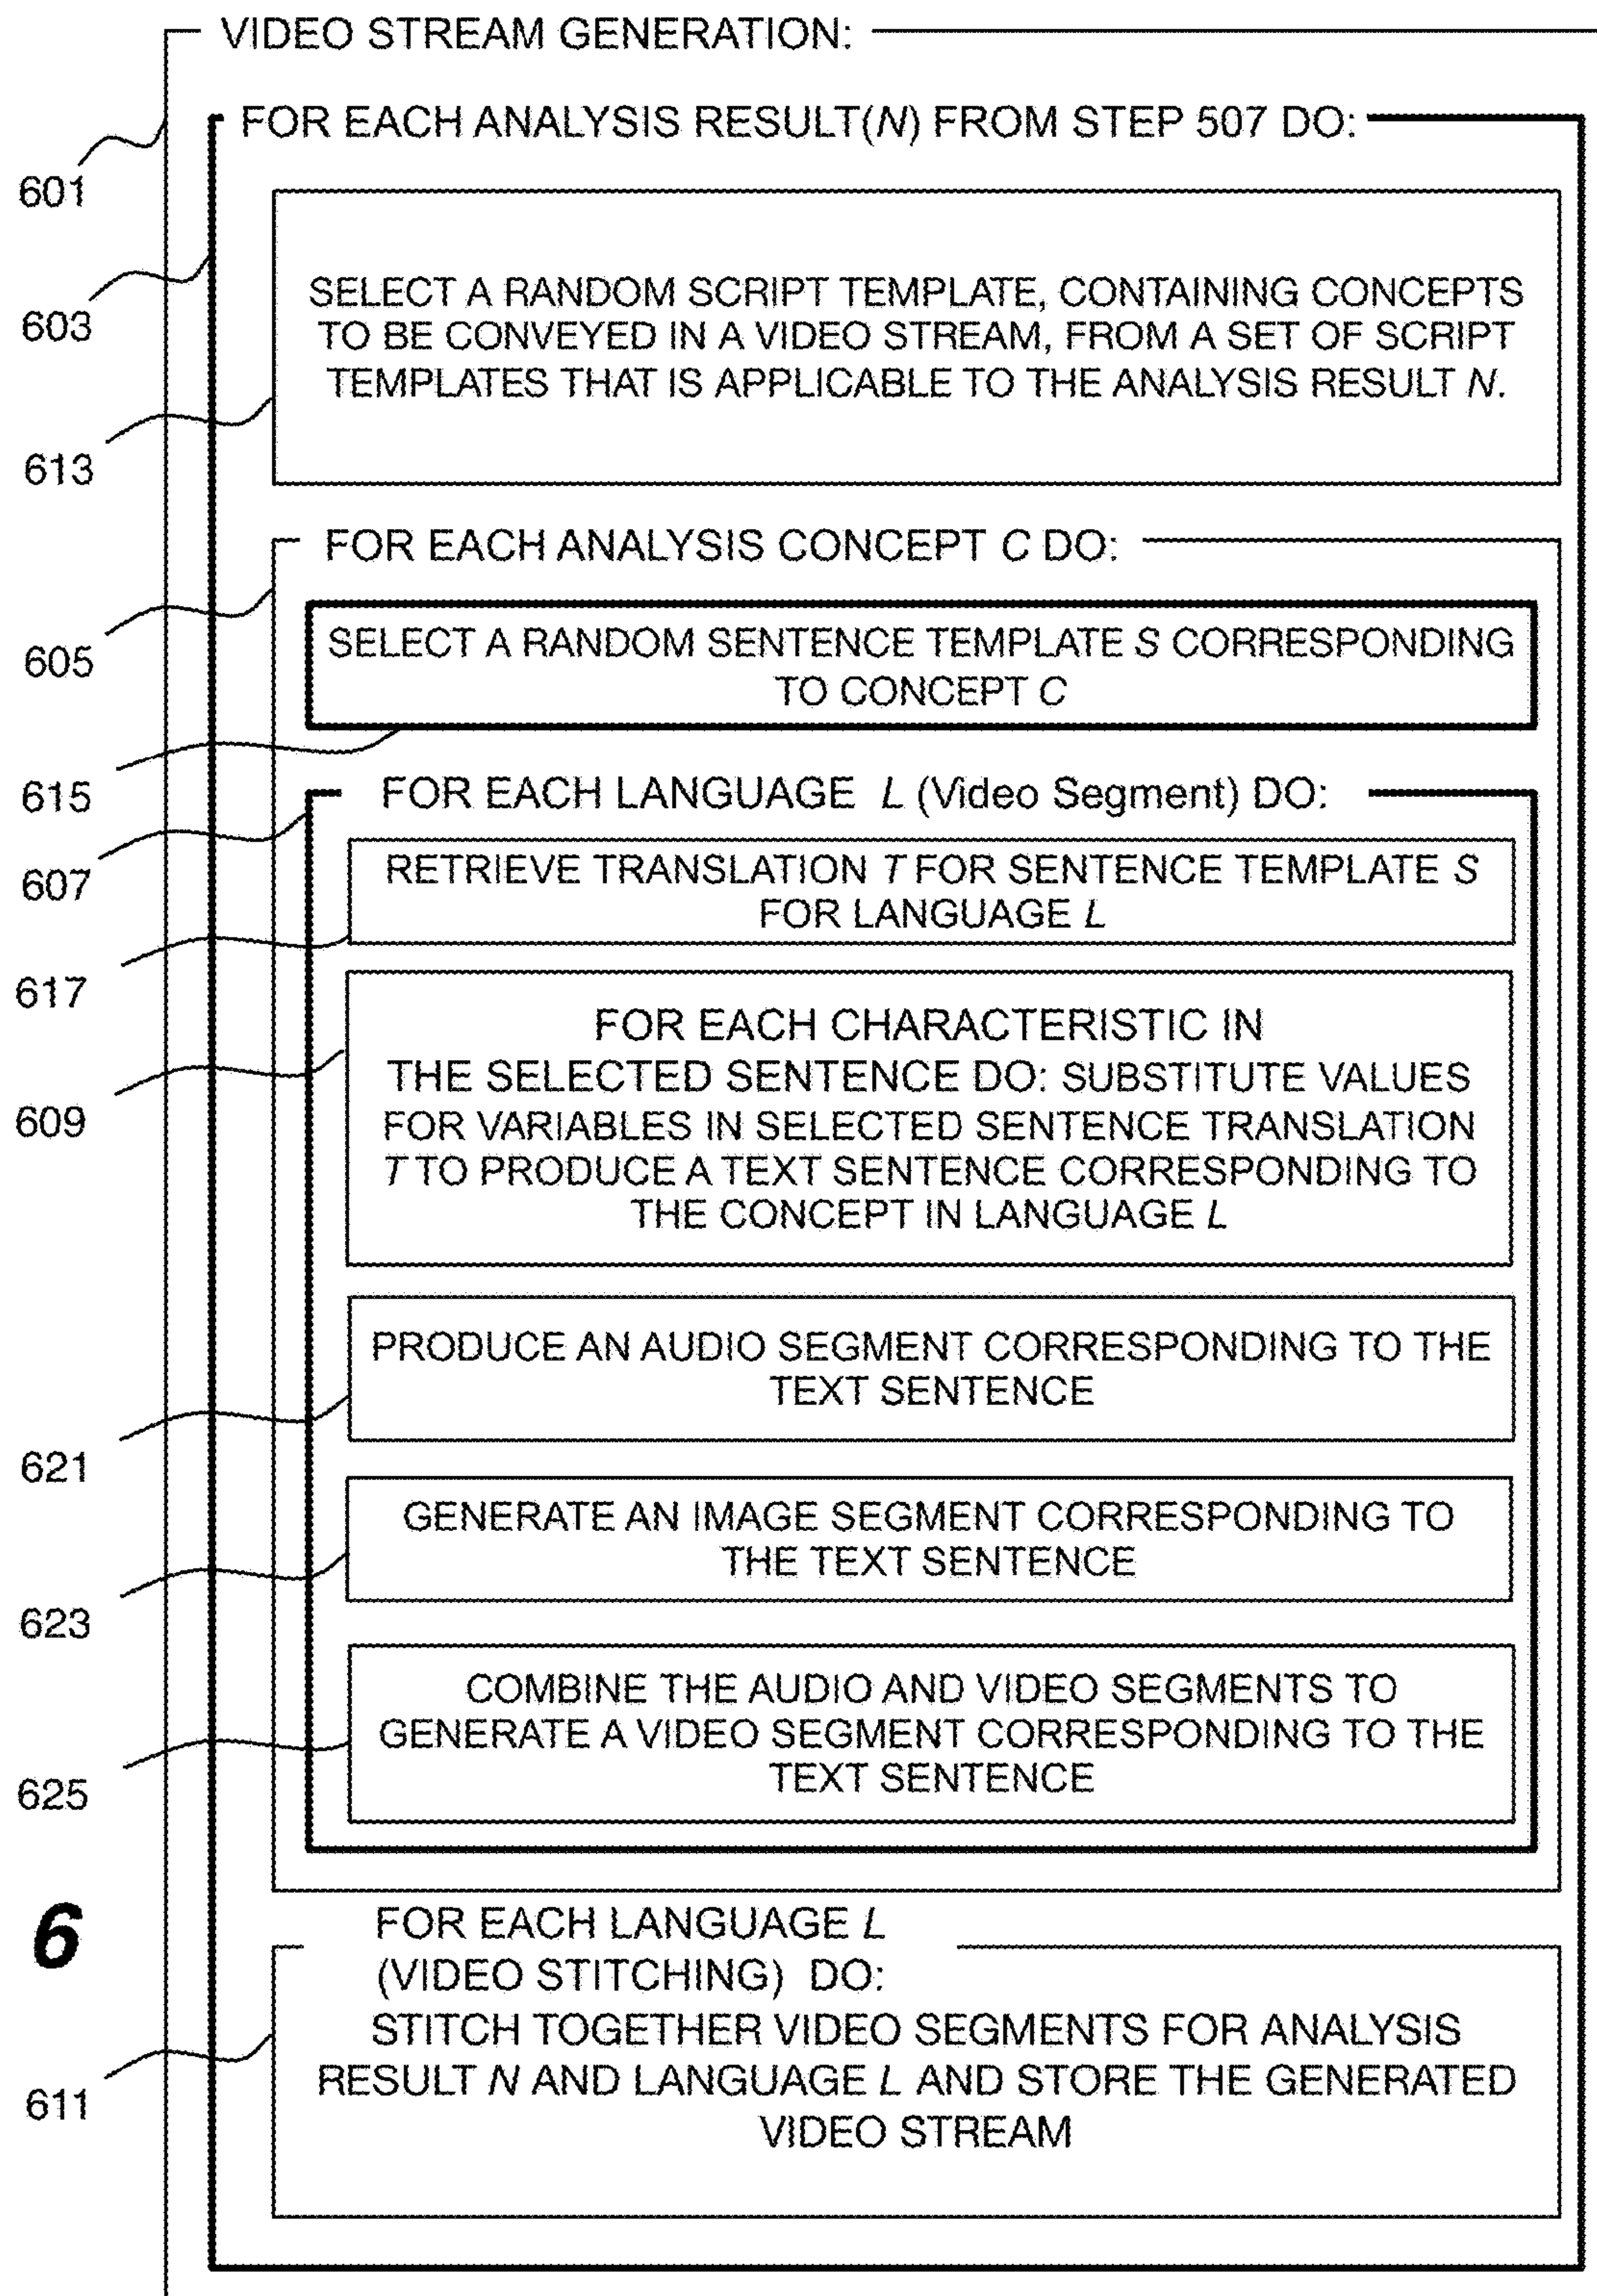 VIDEO STREAM GENERATION:
FOR EACH ANALYSIS RESULT(N) FROM STEP 507 DO:
601
603
SELECT A RANDOM SCRIPT TEMPLATE, CONTAINING CONCEPTS
TO BE CONVEYED IN A VIDEO STREAM, FROM A SET OF SCRIPT
TEMPLATES THAT IS APPLICABLE TO THE ANALYSIS RESULT N.
613
FOR EACH ANALYSIS CONCEPT C DO:
605
SELECT A RANDOM SENTENCE TEMPLATE S CORRESPONDING
TO CONCEPT C
615
FOR EACH LANGUAGE L (Video Segment) DO:
607
RETRIEVE TRANSLATION T FOR SENTENCE TEMPLATE S
FOR LANGUAGE L
617
FOR EACH CHARACTERISTIC IN
THE SELECTED SENTENCE DO: SUBSTITUTE VALUES
FOR VARIABLES IN SELECTED SENTENCE TRANSLATION
T TO PRODUCE A TEXT SENTENCE CORRESPONDING TO
THE CONCEPT IN LANGUAGE L
609
PRODUCE AN AUDIO SEGMENT CORRESPONDING TO THE
TEXT SENTENCE
621
GENERATE AN IMAGE SEGMENT CORRESPONDING TO
THE TEXT SENTENCE
623
COMBINE THE AUDIO AND VIDEO SEGMENTS TO
GENERATE A VIDEO SEGMENT CORRESPONDING TO THE
TEXT SENTENCE
625
6
FOR EACH LANGUAGE L
(VIDEO STITCHING) DO:
STITCH TOGETHER VIDEO SEGMENTS FOR ANALYSIS
RESULT N AND LANGUAGE L AND STORE THE GENERATED
VIDEO STREAM
611